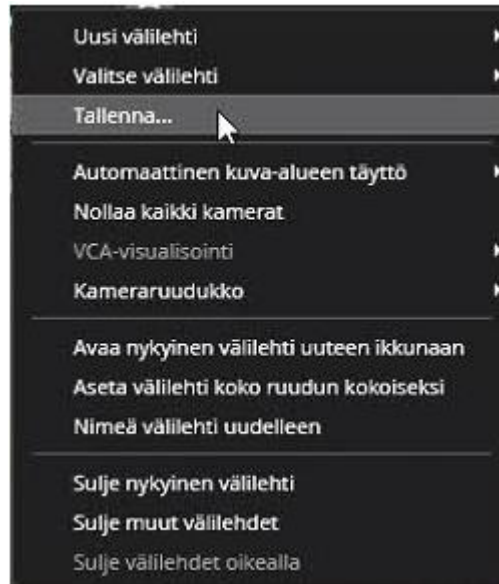 Uusi välilehti
Valitse välilehti
Tallenna...
Automaattinen kuva-alueen täyttö
Nollaa kaikki kamerat
VCA-visualisointi
Kameraruudukko
Avaa nykyinen välilehti uuteen ikkunaan
Aseta välilehti koko ruudun kokoiseksi
Nimeä välilehti uudelleen
Sulje nykyinen välilehti
Sulje muut välilehdet
Sulje välilehdet oikealla